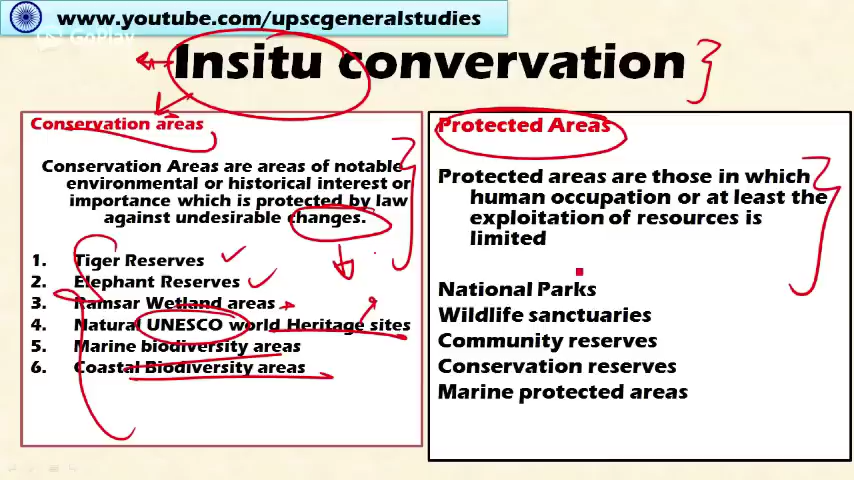 www.youtube.com/upscgeneralstudies
GoPlay
Insitu convervation
Conservation areas
Conservation Areas are areas of notable
environmental or historical interest or
importance which is protected by law
against undesirable changes.
1. Tiger Reserves
2. Elephant Reserves
3. Ramsar Wetland areas
4. Natural UNESCO world Heritage sites
5. Marine biodiversity areas
6. Coastal Biodiversity areas
Protected Areas
Protected areas are those in which
human occupation or at least the
exploitation of resources is
limited
National Parks
Wildlife sanctuaries
Community reserves
Conservation reserves
Marine protected areas